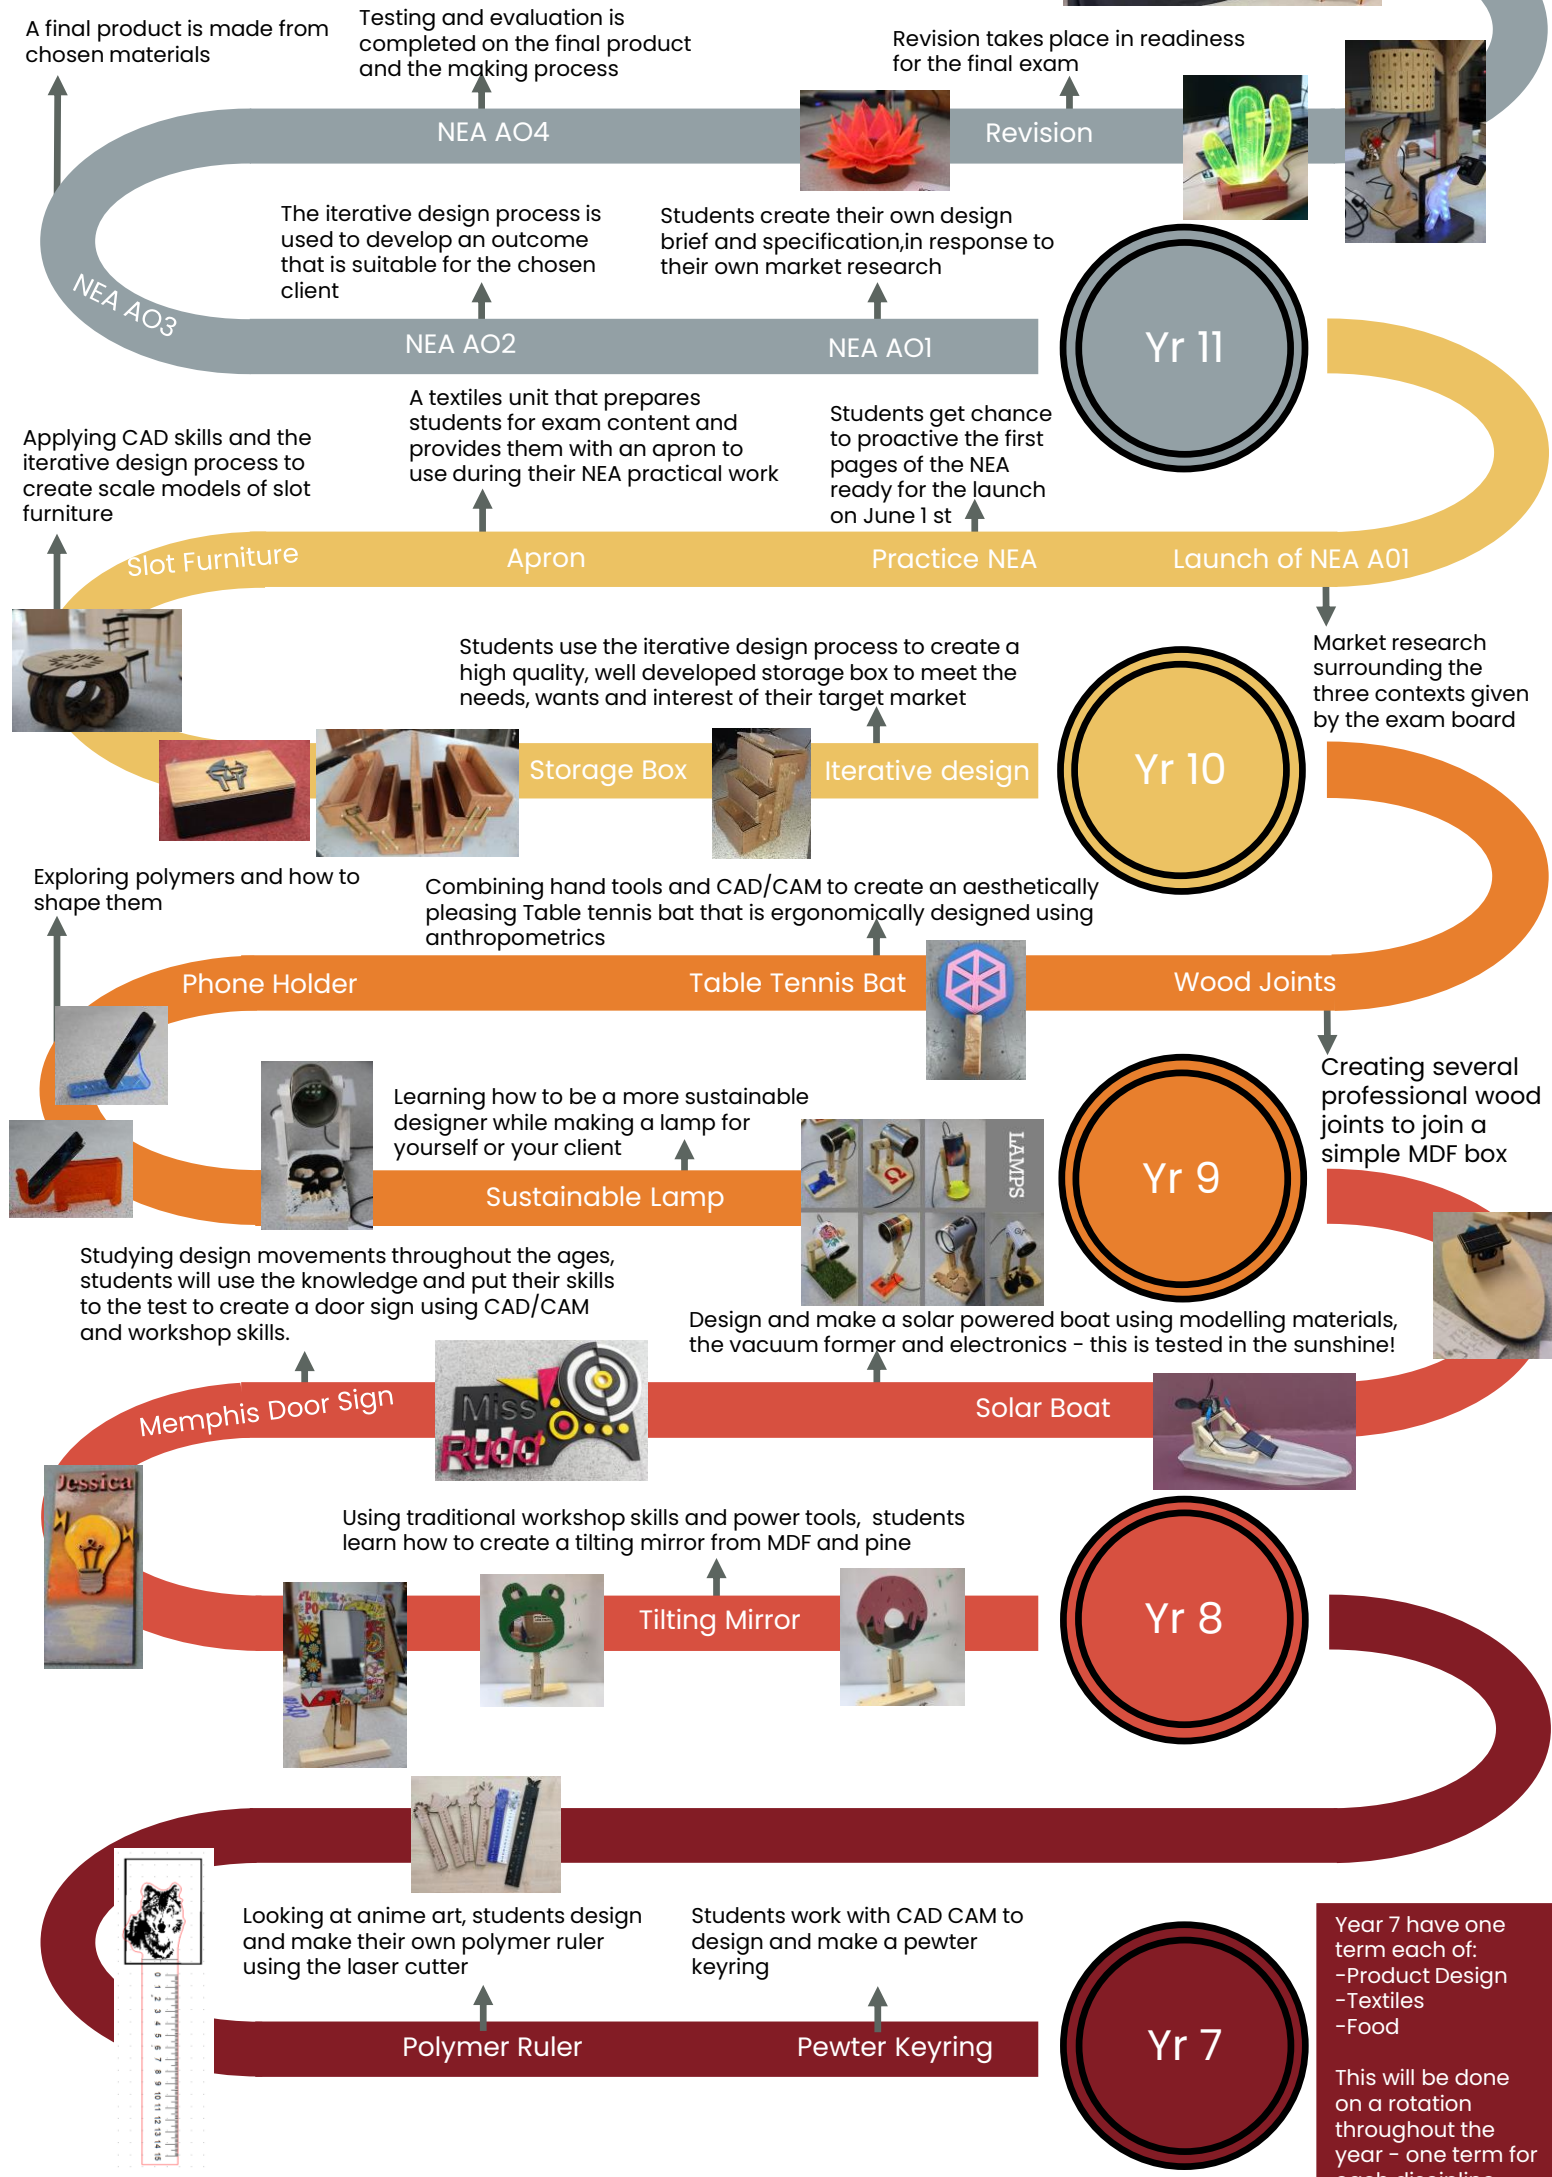 A final product is made from
chosen materials
Testing and evaluation is
completed on the final product
and the making process
Revision takes place in readiness
for the final exam
NEA AO4
Revision
The iterative design process is
used to develop an outcome
that is suitable for the chosen
client
Students create their own design
brief and specification,in response to
their own market research
NEA AO3
NEA AO2
NEA AO1
Yr 11
Applying CAD skills and the
iterative design process to
create scale models of slot
furniture
A textiles unit that prepares
students for exam content and
provides them with an apron to
use during their NEA practical work
Students get chance
to proactive the first
pages of the NEA
ready for the launch
on June 1 st
Slot Furniture
Apron
Practice NEA
Launch of NEA A01
Students use the iterative design process to create a
high quality, well developed storage box to meet the
needs, wants and interest of their target market
Market research
surrounding the
three contexts given
by the exam board
Storage Box
Iterative design
Yr 10
Exploring polymers and how to
shape them
Combining hand tools and CAD/CAM to create an aesthetically
pleasing Table tennis bat that is ergonomically designed using
anthropometrics
Phone Holder
Table Tennis Bat
Wood Joints
Creating several
professional wood
joints to join a
simple MDF box
Learning how to be a more sustainable
designer while making a lamp for
yourself or your client
LAMPS
Sustainable Lamp
Yr 9
Studying design movements throughout the ages,
students will use the knowledge and put their skills
to the test to create a door sign using CAD/CAM
and workshop skills.
Design and make a solar powered boat using modelling materials,
the vacuum former and electronics - this is tested in the sunshine!
Memphis Door Sign
Miss
Rudd
Solar Boat
Jessica
Using traditional workshop skills and power tools,  students
learn how to create a tilting mirror from MDF and pine
Tilting Mirror
Yr 8
Looking at anime art, students design
and make their own polymer ruler
using the laser cutter
Students work with CAD CAM to
design and make a pewter
keyring
0 1 2 3 4 5 6 7 8 9 10 11 12 13 14 15
Polymer Ruler
Pewter Keyring
Yr 7
Year 7 have one
term each of:
-Product Design
-Textiles
-Food
This will be done
on a rotation
throughout the
year - one term for
each discipline